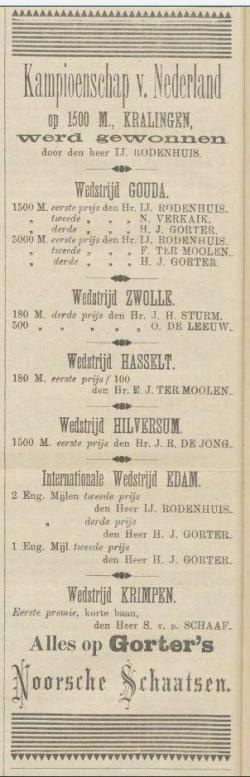 Kampioenschap v. Nederland
op 1500 M., KRALINGEN,
werd gewonnen
door den heer IJ. RODENHUIS.
Wedstrijd GOUDA.
1500 M. eerste prijs den Hr. IJ. RODENHUIS.
„ tweede „ „ „ N. VERKAIK.
„ derde „ „ „ H. J. GORTER.
5000 M. eerste prijs den Hr. IJ. RODENHUIS.
„ tweede „ „ „ F. TER MOOLEN.
„ derde „ „ „ H. J. GORTER.
Wedstrijd ZWOLLE.
180 M. derde prijs den Hr. J. H. STURM.
500 „ „ „ „ „ O. DE LEEUW.
Wedstrijd HASSELT.
180 M. eerste prijs f 100
den Hr. E. J. TER MOOLEN.
Wedstrijd HILVERSUM.
1500 M. eerste prijs den Hr. J. R. DE JONG.
Internationale Wedstrijd EDAM.
2 Eng. Mijlen tweede prijs
den Heer IJ. RODENHUIS.
„ derde prijs
den Heer H. J. GORTER.
1 Eng. Mijl tweede prijs
den Heer H. J. GORTER.
Wedstrijd KRIMPEN.
Eerste premie, korte baan,
den Heer S. v. D. SCHAAF.
Alles op Gorter's
Noorsche Schaatsen.